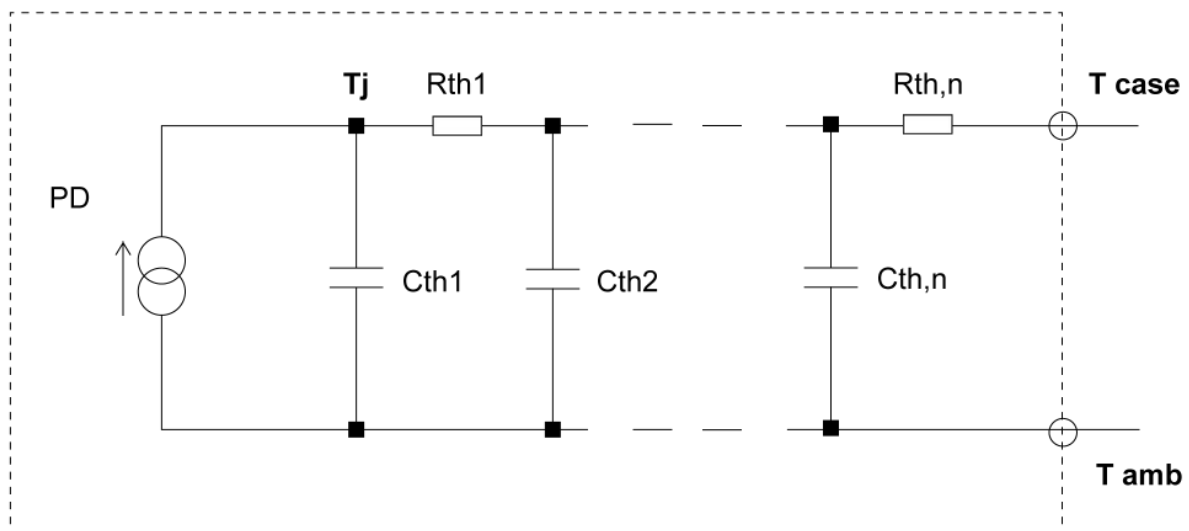 Tj
Rth1
Rth,n
T case
PD
Cth1
Cth2
Cth,n
T amb